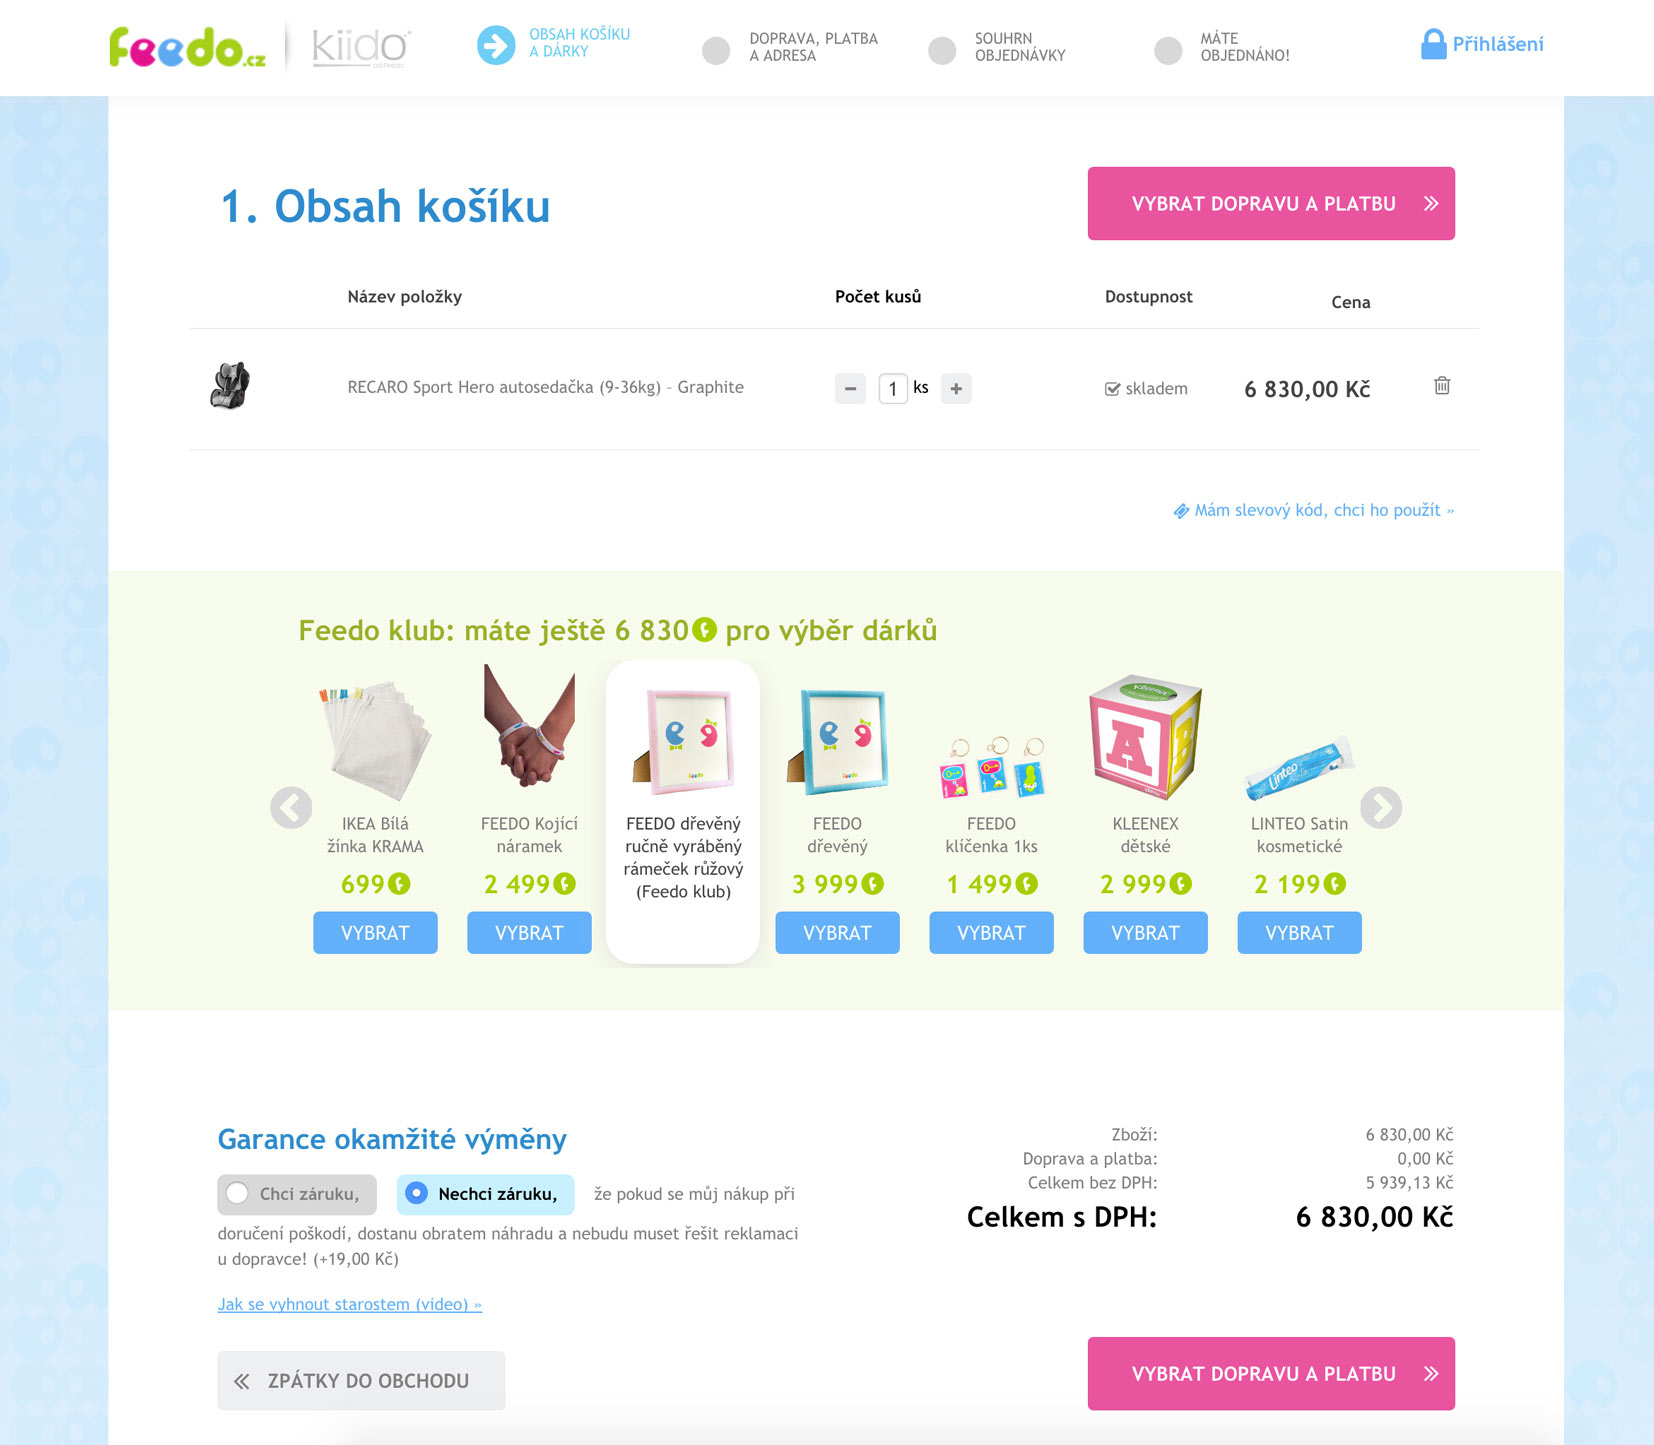 Feedo.cz
kiido
od Feedo
OBSAH KOŠÍKU
A DÁRKY
DOPRAVA, PLATBA
A ADRESA
SOUHRN
OBJEDNÁVKY
MÁTE
OBJEDNÁNO!
Přihlášení
1. Obsah košíku
VYBRAT DOPRAVU A PLATBU »
Název položky
Počet kusů
Dostupnost
Cena
RECARO Sport Hero autosedačka (9-36kg) - Graphite
− 1 ks +
skladem
6 830,00 Kč
Mám slevový kód, chci ho použít »
Feedo klub: máte ještě 6 830 pro výběr dárků
IKEA Bílá
žínka KRAMA
699
VYBRAT
FEEDO Kojící
náramek
2 499
VYBRAT
feedo
FEEDO dřevěný
ručně vyráběný
rámeček růžový
(Feedo klub)
feedo
FEEDO
dřevěný
3 999
VYBRAT
FEEDO
klíčenka 1ks
1 499
VYBRAT
Kleenex
A B
KLEENEX
dětské
2 999
VYBRAT
Linteo
LINTEO Satin
kosmetické
2 199
VYBRAT
Garance okamžité výměny
Chci záruku, Nechci záruku, že pokud se můj nákup při
doručení poškodí, dostanu obratem náhradu a nebudu muset řešit reklamaci
u dopravce! (+19,00 Kč)
Jak se vyhnout starostem (video) »
Zboží: 6 830,00 Kč
Doprava a platba: 0,00 Kč
Celkem bez DPH: 5 939,13 Kč
Celkem s DPH: 6 830,00 Kč
« ZPÁTKY DO OBCHODU
VYBRAT DOPRAVU A PLATBU »